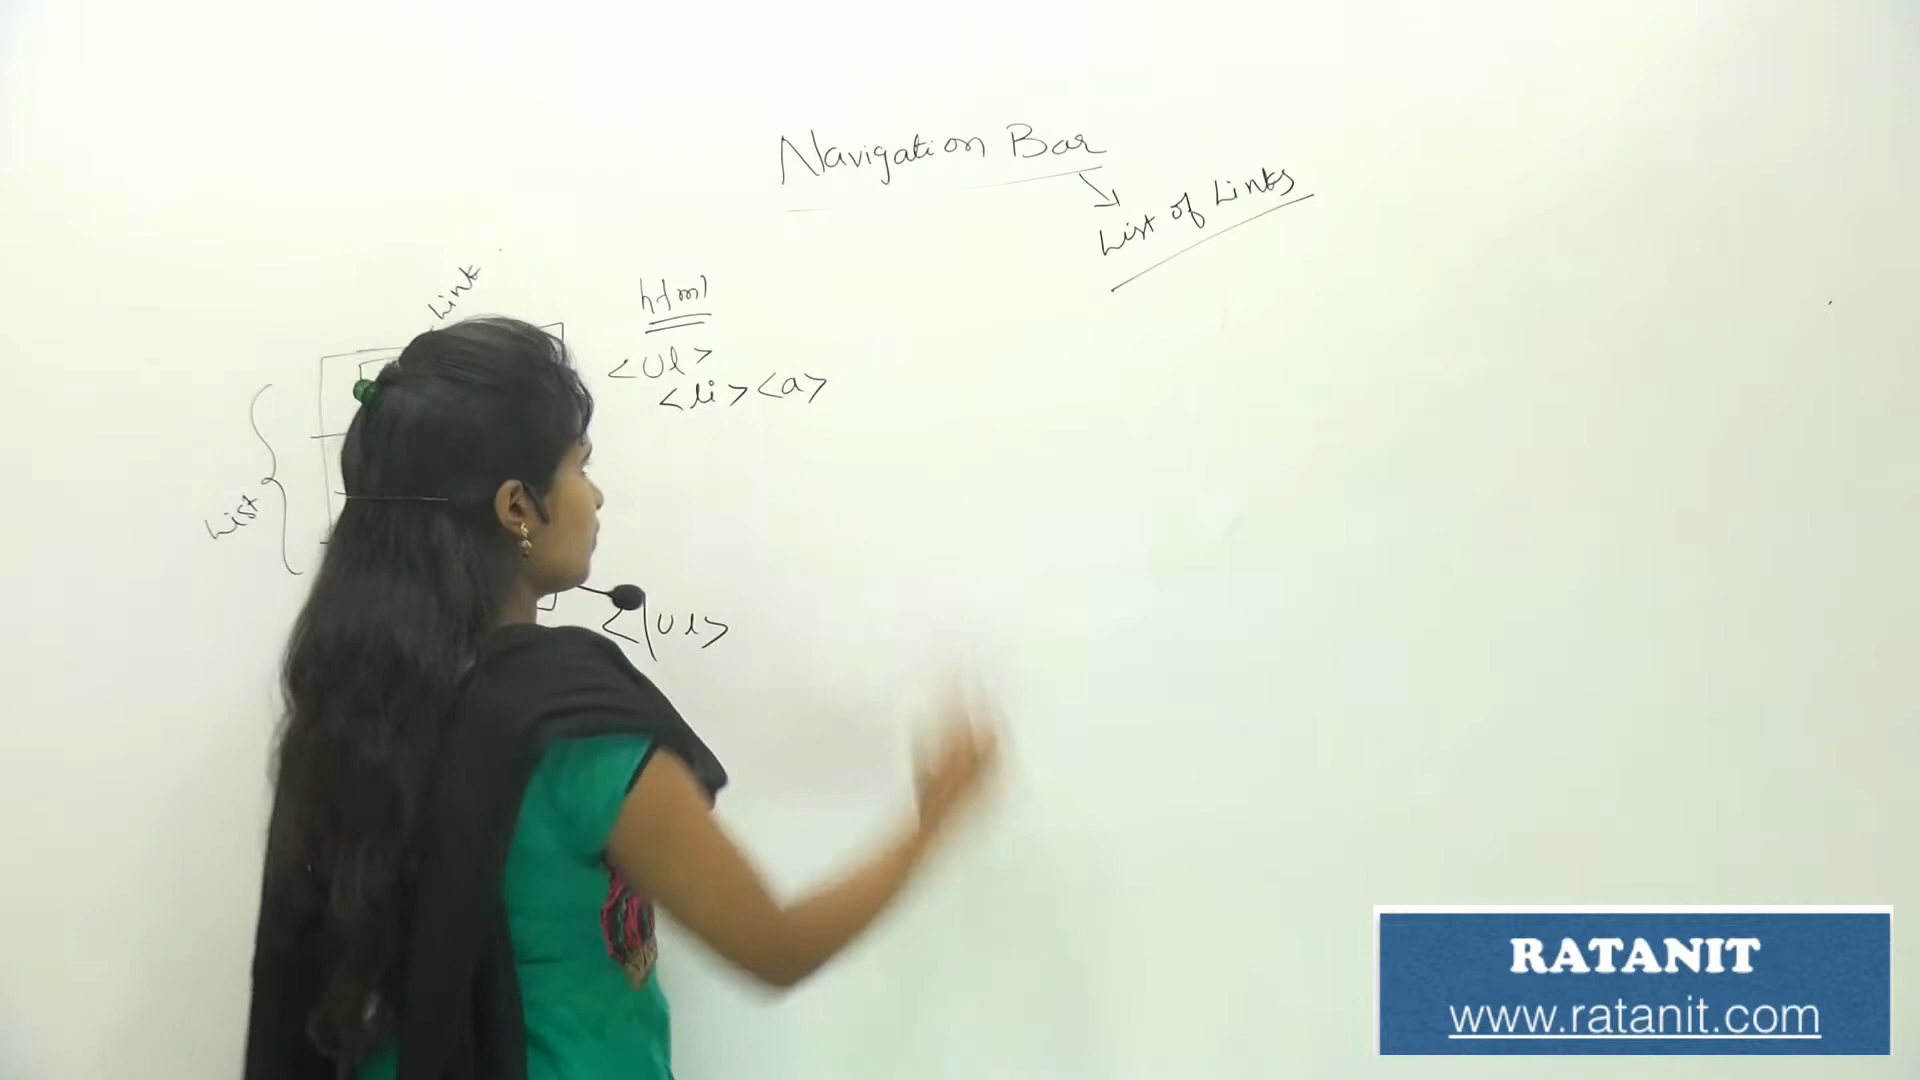 Navigation Bar
List of Links
Link
html
<Ul>
<li><a>
List
</Ul>
RATANIT
www.ratanit.com